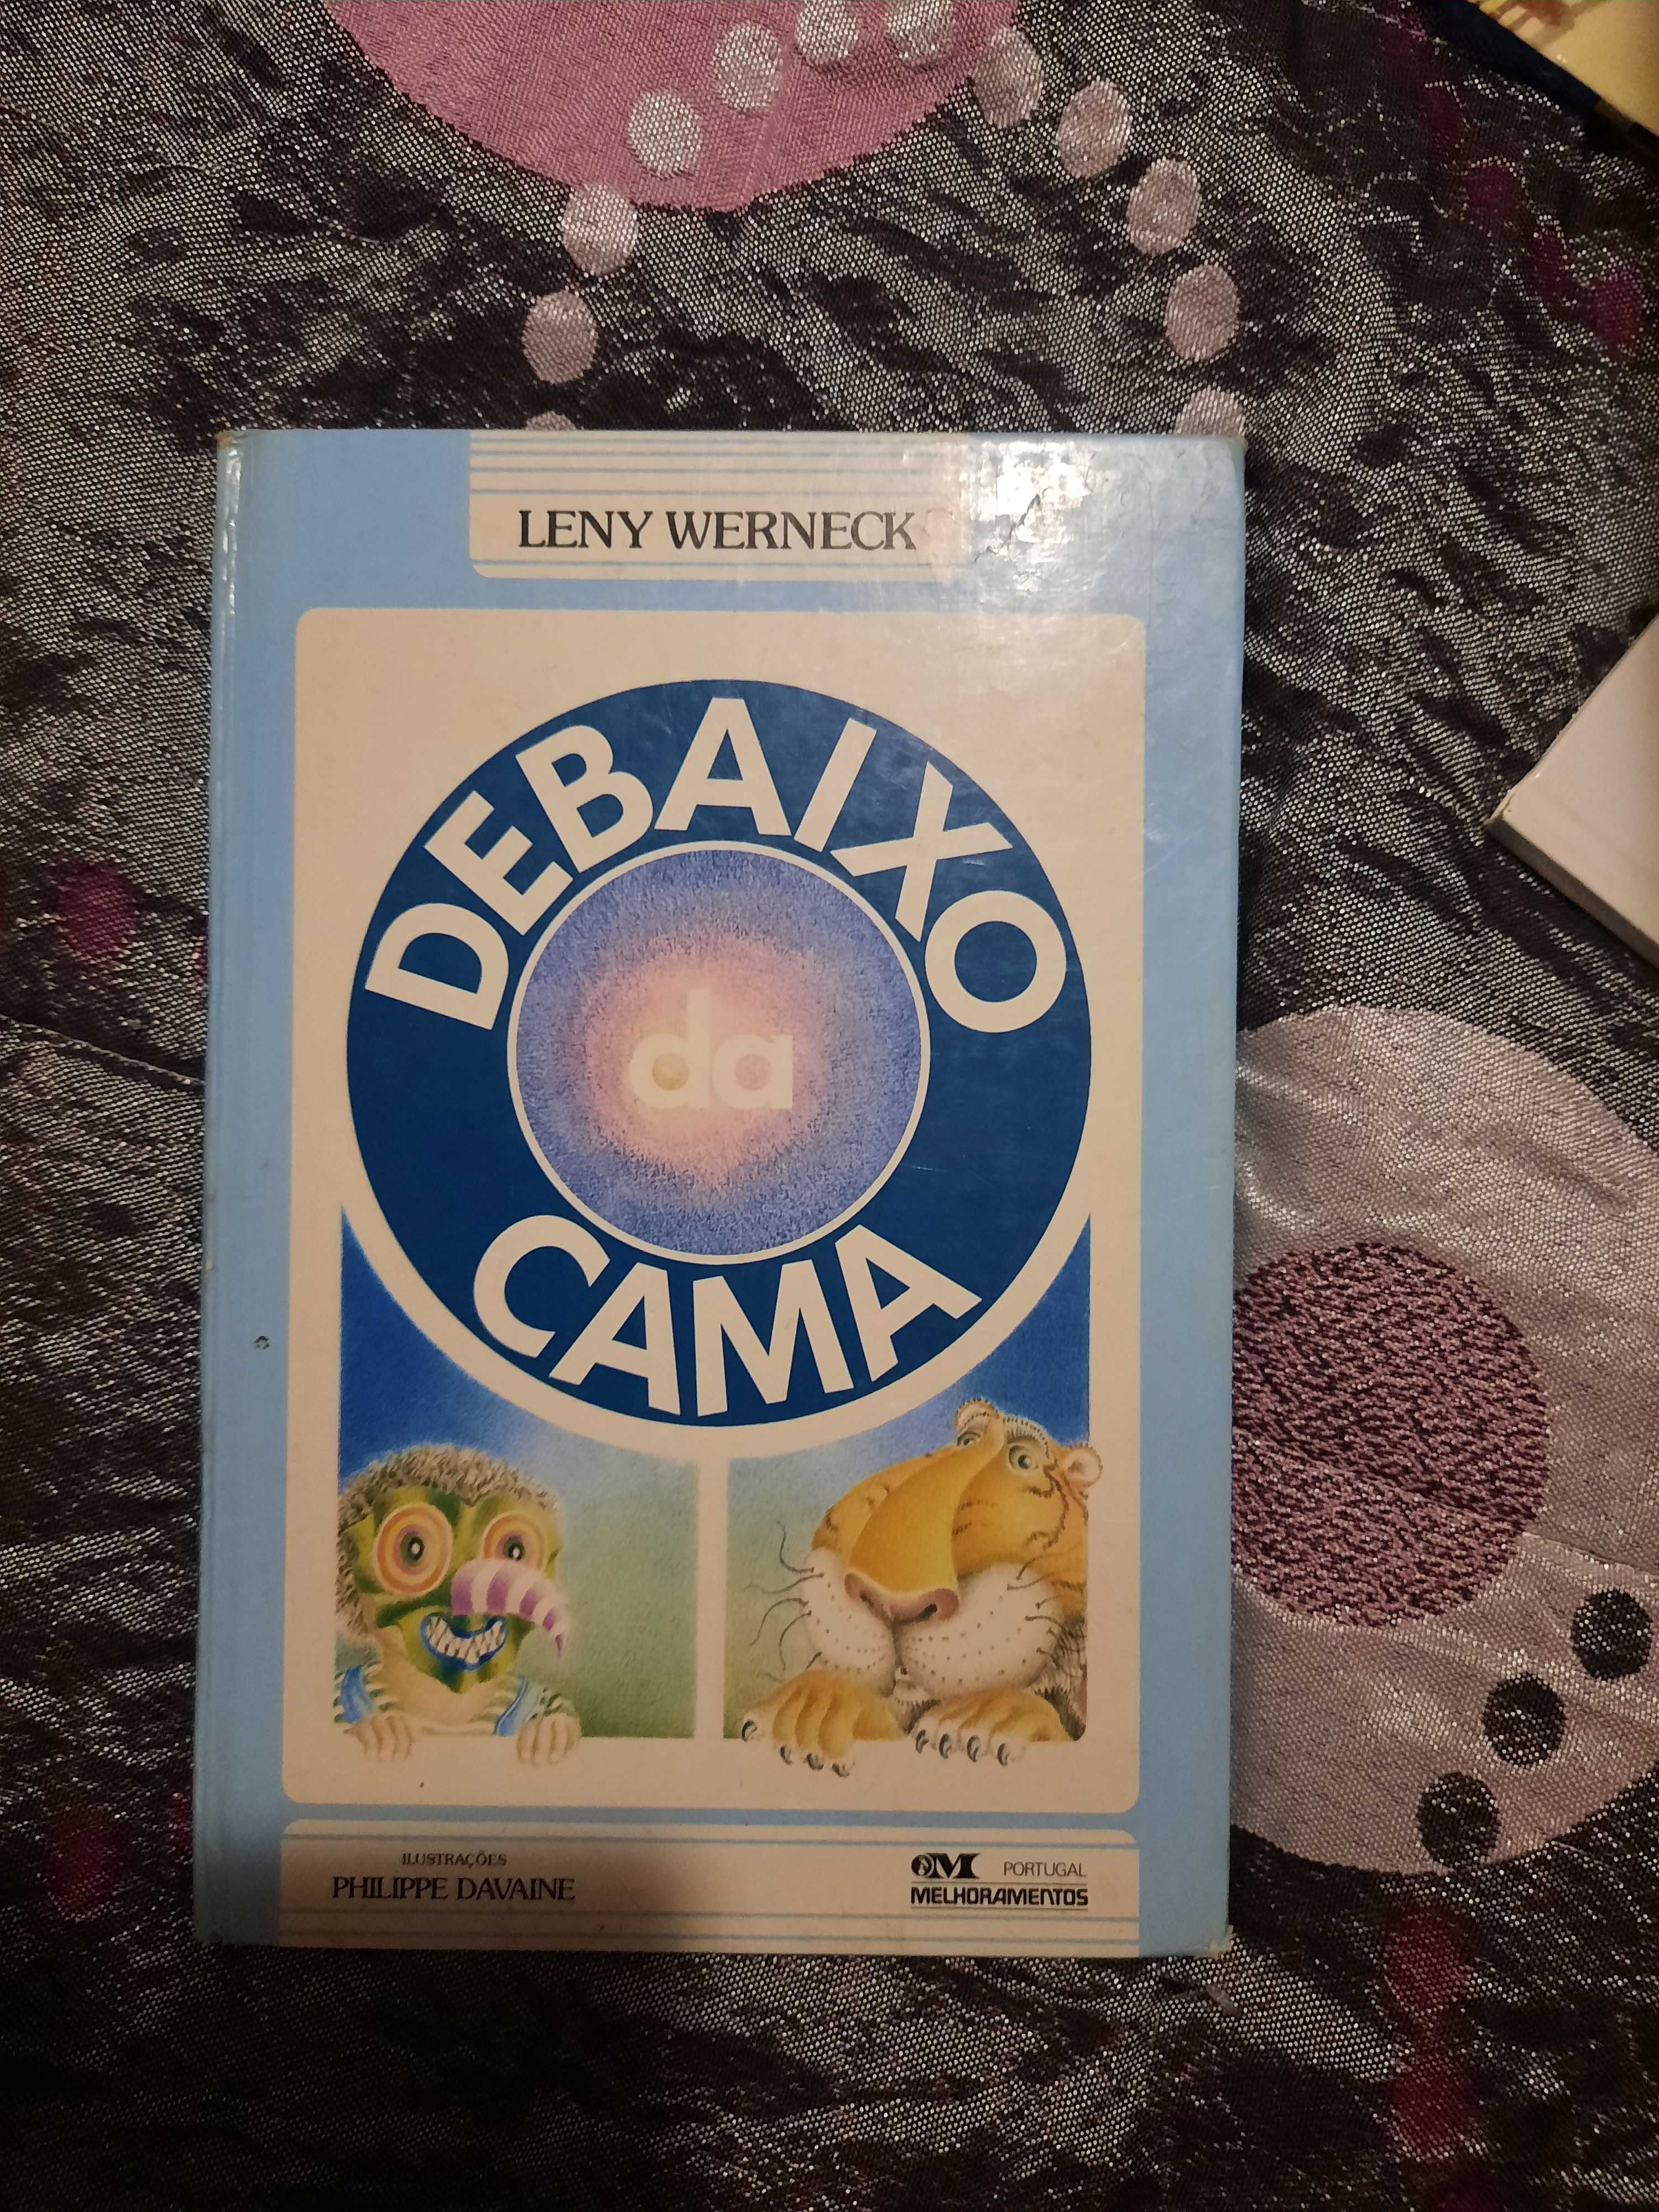 LENY WERNECK
DEBAIXO
da
CAMA
ILUSTRAÇÕES
PHILIPPE DAVAINE
M PORTUGAL
MELHORAMENTOS